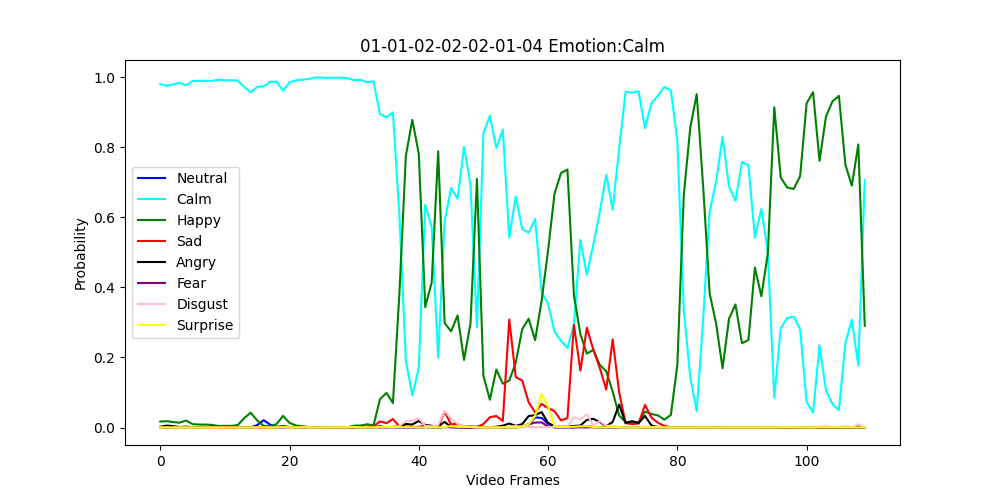 01-01-02-02-02-01-04 Emotion:Calm
1.0
0.8
0.6
0.4
0.2
0.0
Probability
Neutral
Calm
Happy
Sad
Angry
Fear
Disgust
Surprise
0 20 40 60 80 100
Video Frames